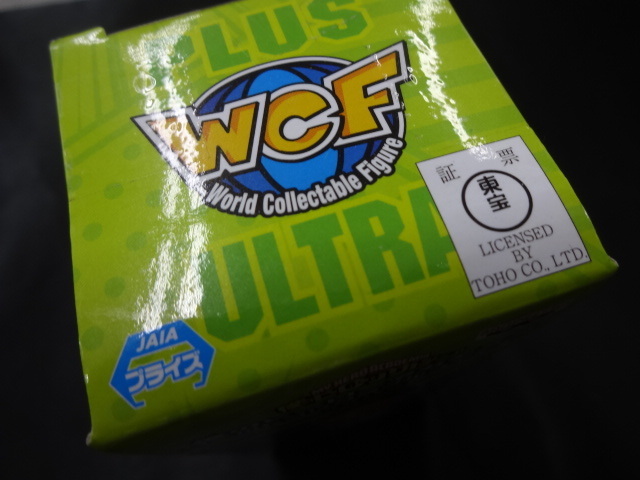 PLUS
WCF
World Collectable Figure
ULTRA
証 票
東宝
LICENSED
BY
TOHO CO., LTD.
JAIA
プライズ